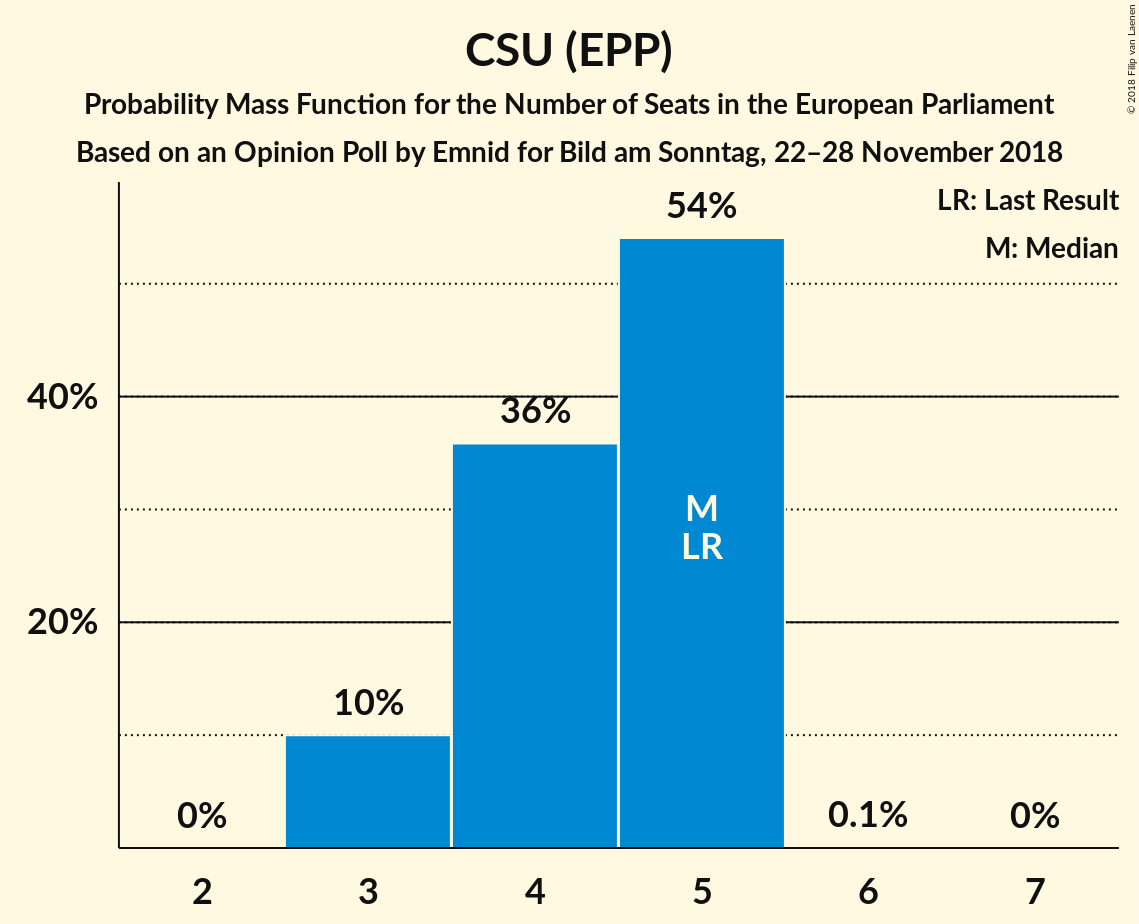 CSU (EPP)
Probability Mass Function for the Number of Seats in the European Parliament
Based on an Opinion Poll by Emnid for Bild am Sonntag, 22–28 November 2018
© 2018 Filip van Laenen
LR: Last Result
M: Median
54%
40%
36%
M
LR
20%
10%
0%
0.1%
0%
2 3 4 5 6 7